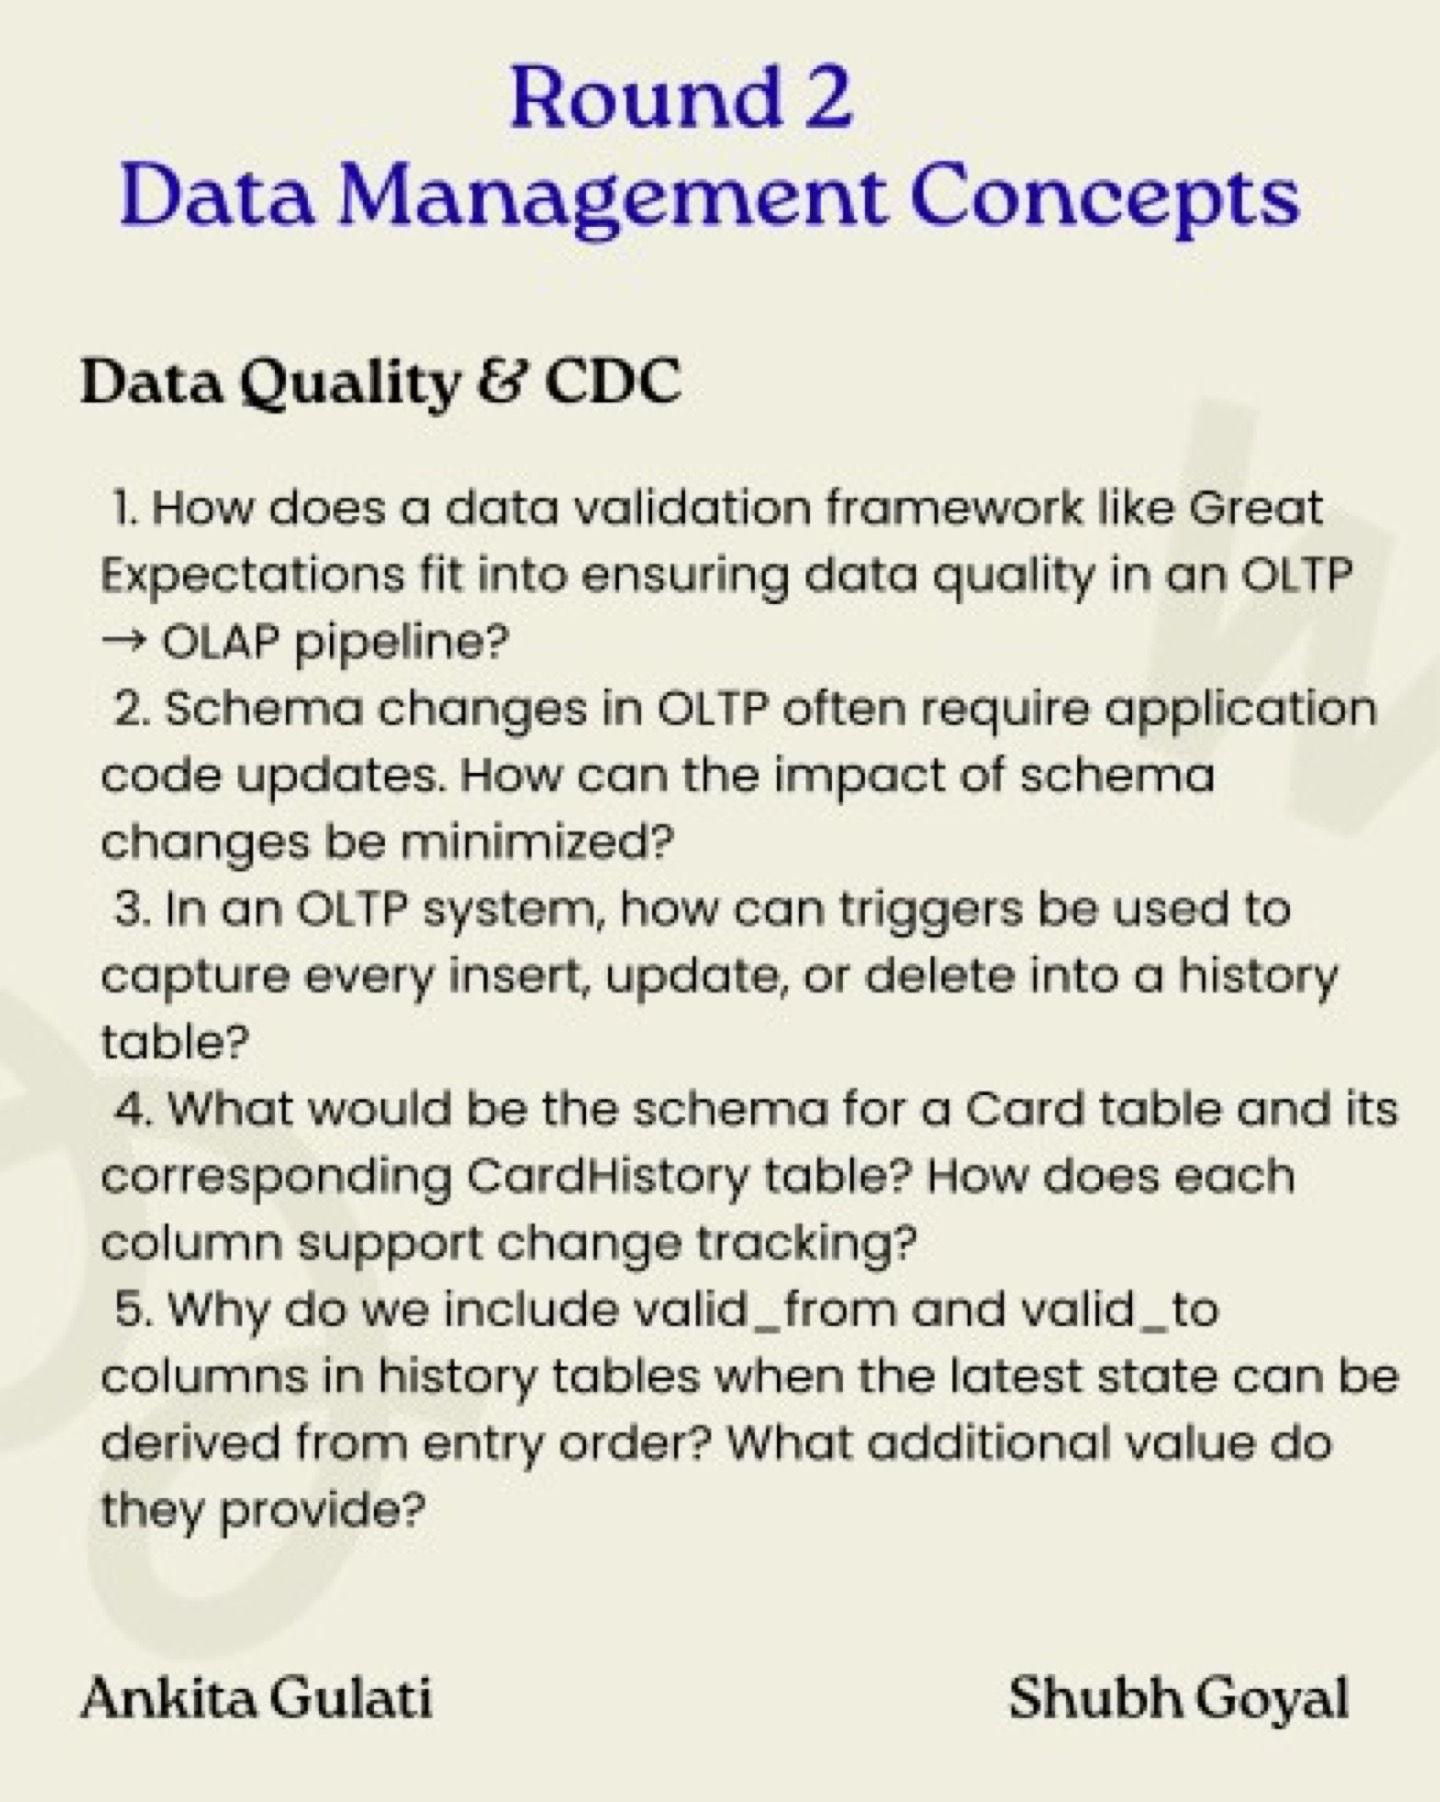 Round 2
Data Management Concepts
Data Quality & CDC
1. How does a data validation framework like Great
Expectations fit into ensuring data quality in an OLTP
→ OLAP pipeline?
2. Schema changes in OLTP often require application
code updates. How can the impact of schema
changes be minimized?
3. In an OLTP system, how can triggers be used to
capture every insert, update, or delete into a history
table?
4. What would be the schema for a Card table and its
corresponding CardHistory table? How does each
column support change tracking?
5. Why do we include valid_from and valid_to
columns in history tables when the latest state can be
derived from entry order? What additional value do
they provide?
Ankita Gulati
Shubh Goyal